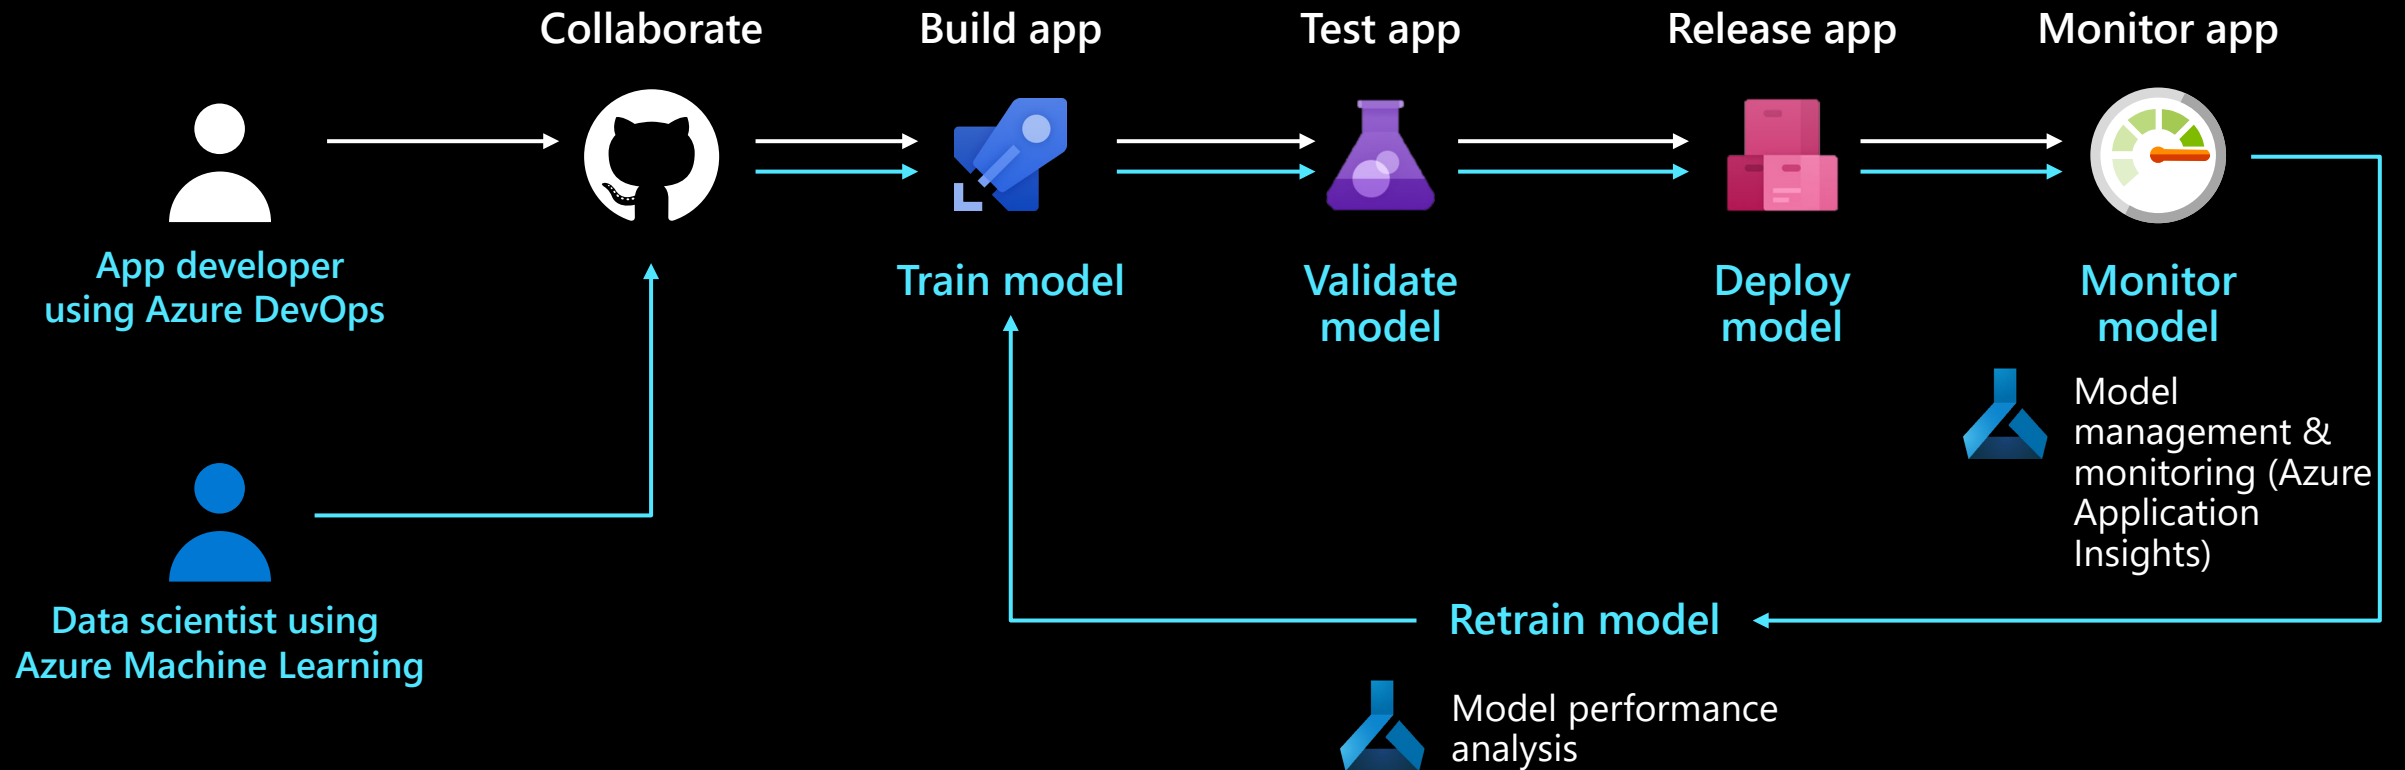 Collaborate
Build app
Test app
Release app
Monitor app
App developer
using Azure DevOps
Train model
Validate
model
Deploy
model
Monitor
model
Model
management &
monitoring (Azure
Application
Insights)
Data scientist using
Azure Machine Learning
Retrain model
Model performance
analysis